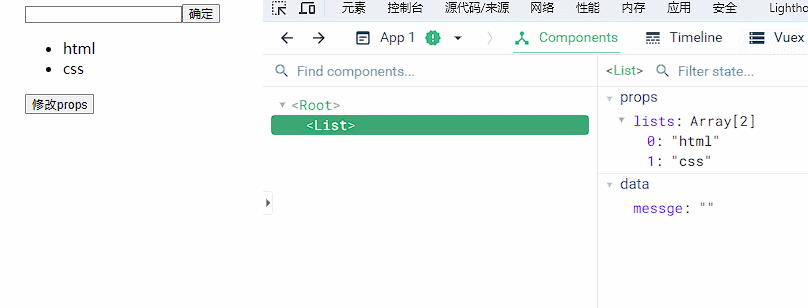 确定
html
css
修改props
元素 控制台 源代码/来源 网络 性能 内存 应用 安全 Lightho
App 1 Components Timeline Vuex
Find components...
<Root>
<List>
<List> Filter state...
props
lists: Array[2]
0: "html"
1: "css"
data
messge: ""